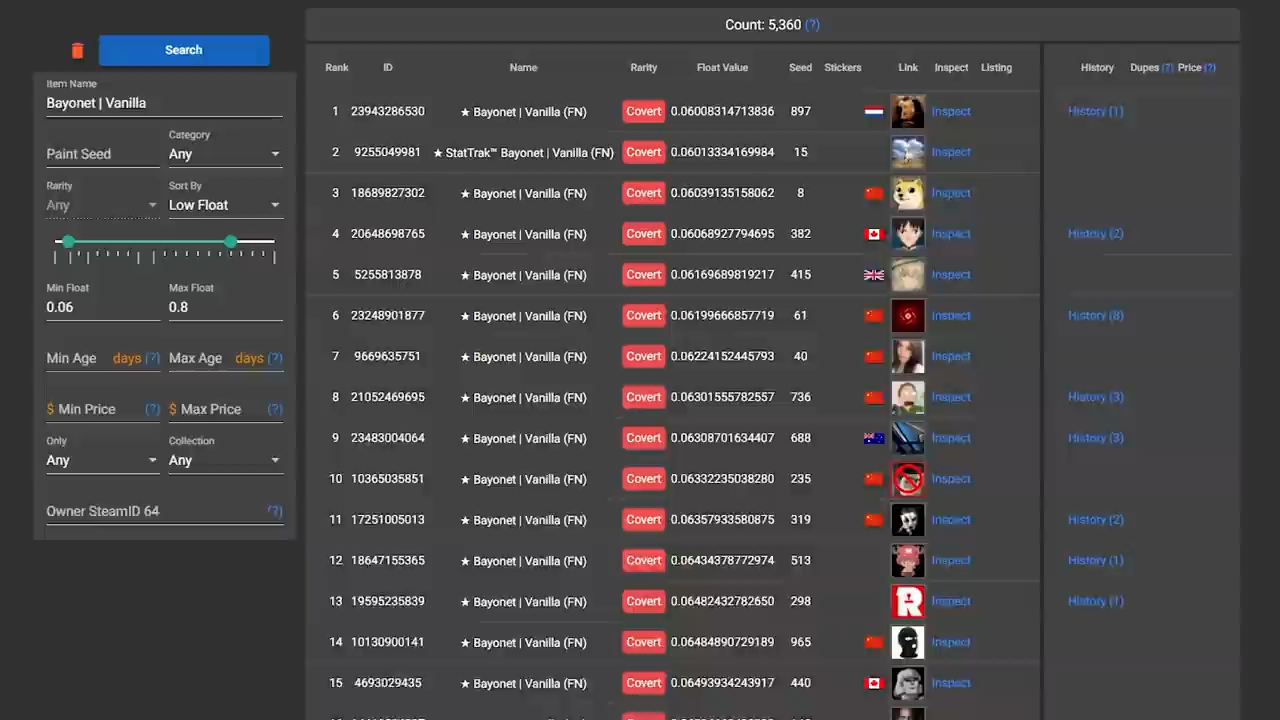 Count: 5,360 (?)
Search
Item Name
Bayonet | Vanilla
Paint Seed
Category
Any
Rarity
Any
Sort By
Low Float
Min Float
0.06
Max Float
0.8
Min Age days (?)
Max Age days (?)
$ Min Price (?)
$ Max Price (?)
Only
Any
Collection
Any
Owner SteamID 64 (?)
Rank ID Name Rarity Float Value Seed Stickers Link Inspect Listing History Dupes (?) Price (?)
1 23943286530 ★ Bayonet | Vanilla (FN) Covert 0.06008314713836 897 Inspect History (1)
2 9255049981 ★ StatTrak™ Bayonet | Vanilla (FN) Covert 0.06013334169984 15 Inspect
3 18689827302 ★ Bayonet | Vanilla (FN) Covert 0.06039135158062 8 Inspect
4 20648698765 ★ Bayonet | Vanilla (FN) Covert 0.06068927794695 382 Inspect History (2)
5 5255813878 ★ Bayonet | Vanilla (FN) Covert 0.06169689819217 415 Inspect
6 23248901877 ★ Bayonet | Vanilla (FN) Covert 0.06199666857719 61 Inspect History (8)
7 9669635751 ★ Bayonet | Vanilla (FN) Covert 0.06224152445793 40 Inspect
8 21052469695 ★ Bayonet | Vanilla (FN) Covert 0.06301555782557 736 Inspect History (3)
9 23483004064 ★ Bayonet | Vanilla (FN) Covert 0.06308701634407 688 Inspect History (3)
10 10365035851 ★ Bayonet | Vanilla (FN) Covert 0.06332235038280 235 Inspect
11 17251005013 ★ Bayonet | Vanilla (FN) Covert 0.06357933580875 319 Inspect History (2)
12 18647155365 ★ Bayonet | Vanilla (FN) Covert 0.06434378772974 513 Inspect History (1)
13 19595235839 ★ Bayonet | Vanilla (FN) Covert 0.06482432782650 298 R Inspect History (1)
14 10130900141 ★ Bayonet | Vanilla (FN) Covert 0.06484890729189 965 Inspect
15 4693029435 ★ Bayonet | Vanilla (FN) Covert 0.06493934243917 440 Inspect